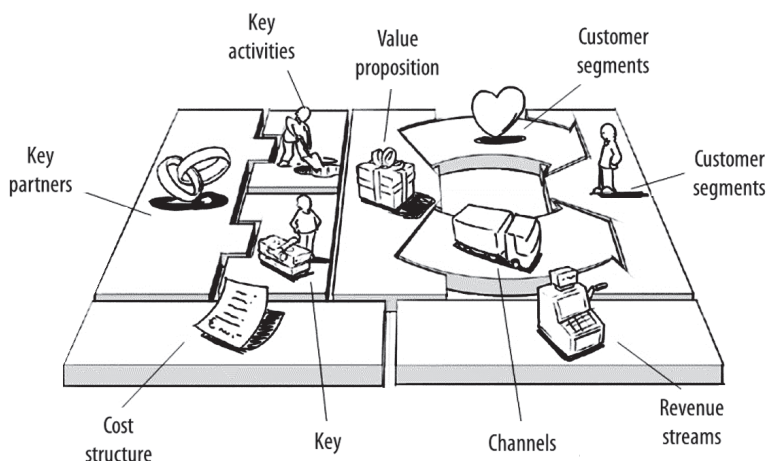 Key
activities
Value
proposition
Customer
segments
Key
partners
Customer
segments
Cost
structure
Key
Channels
Revenue
streams